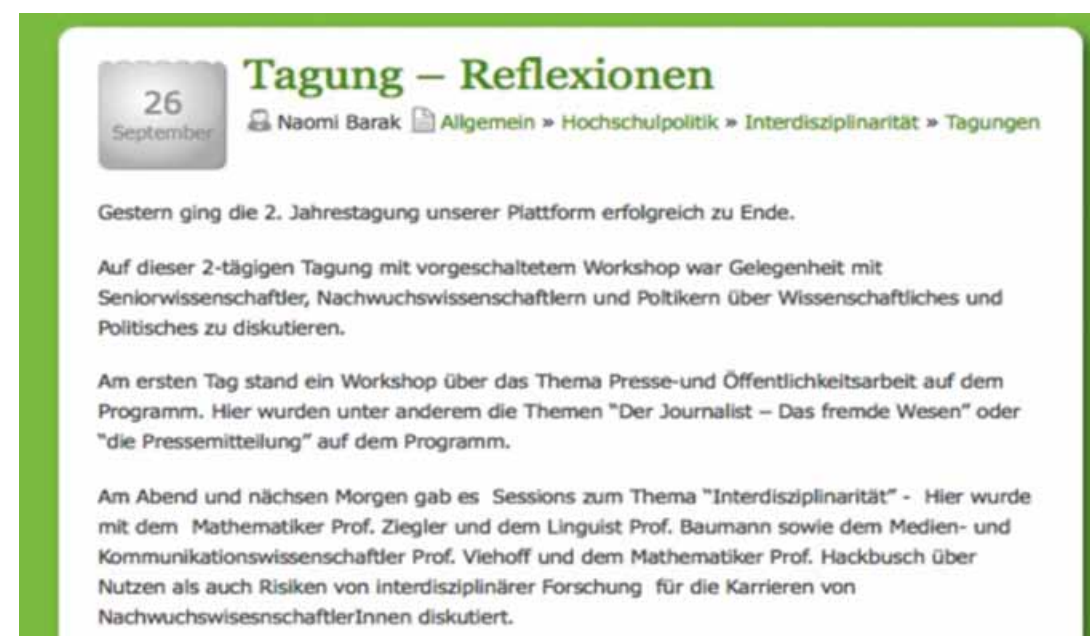 26
September
Tagung – Reflexionen
Naomi Barak Allgemein » Hochschulpolitik » Interdisziplinarität » Tagungen
Gestern ging die 2. Jahrestagung unserer Plattform erfolgreich zu Ende.
Auf dieser 2-tägigen Tagung mit vorgeschaltetem Workshop war Gelegenheit mit
Seniorwissenschaftler, Nachwuchswissenschaftlern und Poltikern über Wissenschaftliches und
Politisches zu diskutieren.
Am ersten Tag stand ein Workshop über das Thema Presse-und Öffentlichkeitsarbeit auf dem
Programm. Hier wurden unter anderem die Themen "Der Journalist – Das fremde Wesen" oder
"die Pressemitteilung" auf dem Programm.
Am Abend und nächsen Morgen gab es Sessions zum Thema "Interdisziplinarität" - Hier wurde
mit dem Mathematiker Prof. Ziegler und dem Linguist Prof. Baumann sowie dem Medien- und
Kommunikationswissenschaftler Prof. Viehoff und dem Mathematiker Prof. Hackbusch über
Nutzen als auch Risiken von interdisziplinärer Forschung für die Karrieren von
NachwuchswisesnschaftlerInnen diskutiert.